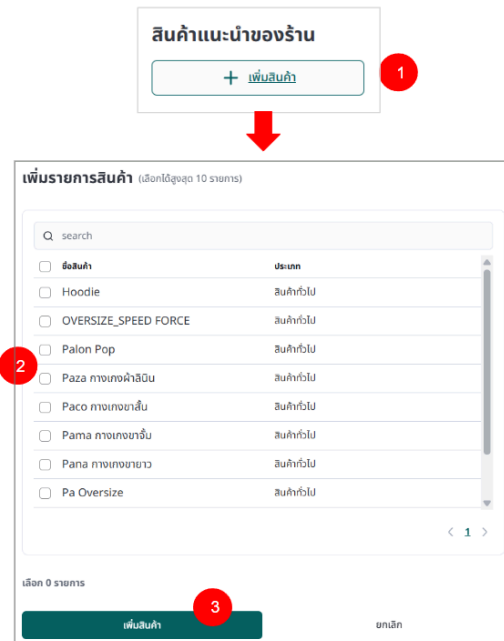 สินค้าแนะนำของร้าน
+ เพิ่มสินค้า
1
เพิ่มรายการสินค้า (เลือกได้สูงสุด 10 รายการ)
search
ชื่อสินค้า ประเภท
Hoodie สินค้าทั่วไป
OVERSIZE_SPEED FORCE สินค้าทั่วไป
Palon Pop สินค้าทั่วไป
2
Paza กางเกงผ้าลินิน สินค้าทั่วไป
Paco กางเกงขาสั้น สินค้าทั่วไป
Pama กางเกงขาจั๊ม สินค้าทั่วไป
Pana กางเกงขายาว สินค้าทั่วไป
Pa Oversize สินค้าทั่วไป
< 1 >
เลือก 0 รายการ
3
เพิ่มสินค้า ยกเลิก